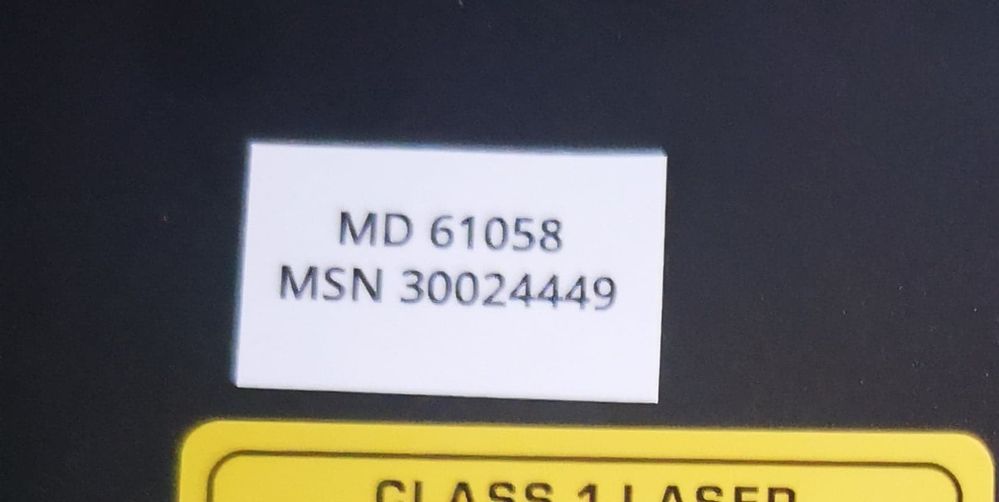 MD 61058
MSN 30024449
CLASS 1 LASER